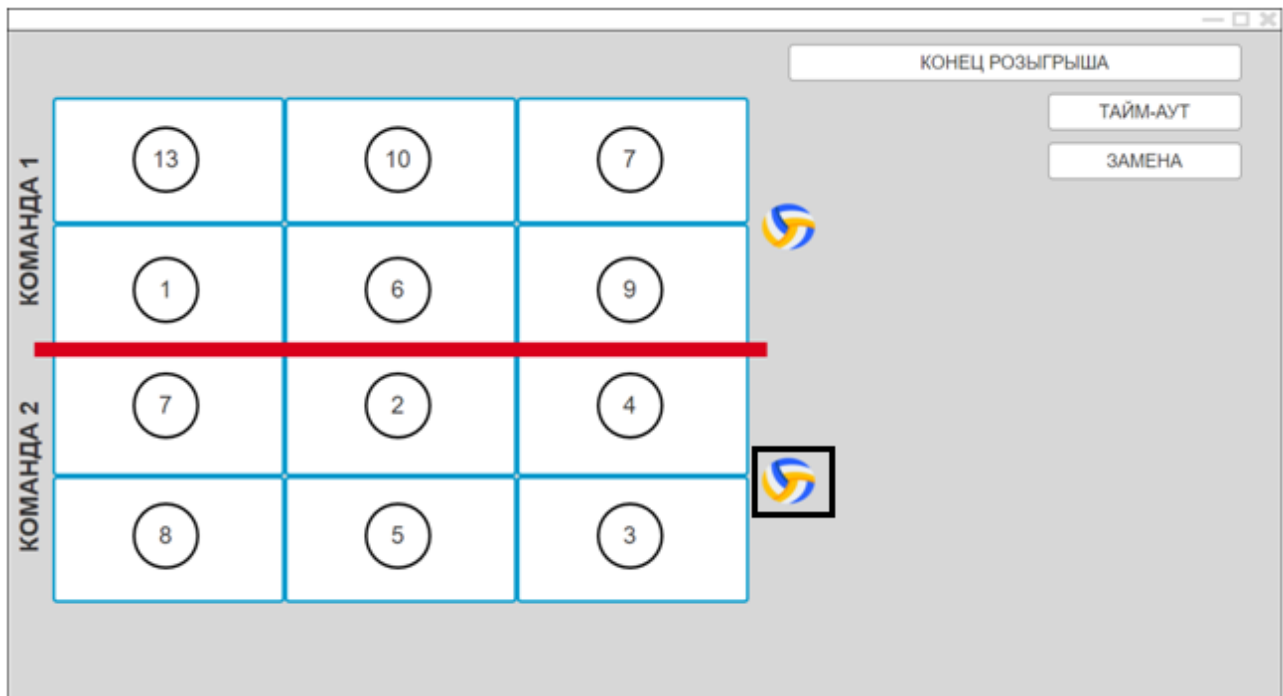 КОНЕЦ РОЗЫГРЫША
ТАЙМ-АУТ
ЗАМЕНА
КОМАНДА 1
13 10 7
1 6 9
КОМАНДА 2
7 2 4
8 5 3